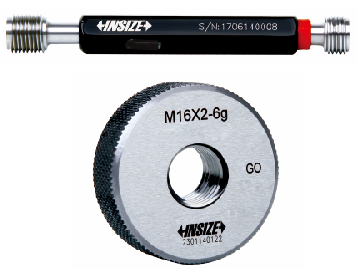 INSIZE
S/N:1706140008
M16X2-6g
GO
INSIZE
2301140122